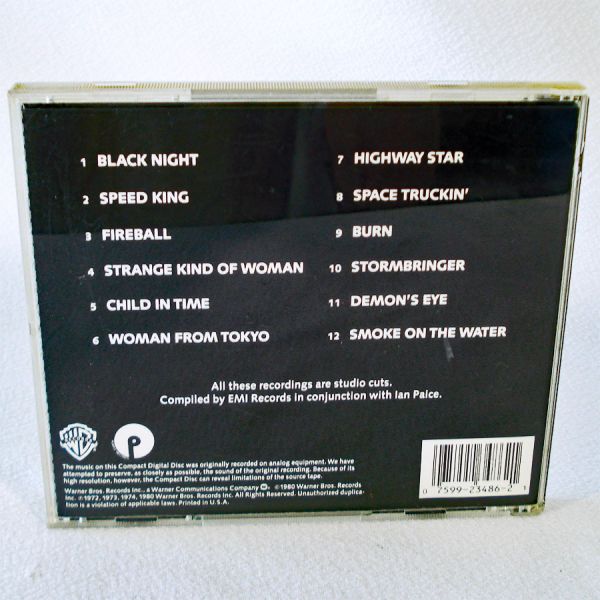 1 BLACK NIGHT
2 SPEED KING
3 FIREBALL
4 STRANGE KIND OF WOMAN
5 CHILD IN TIME
6 WOMAN FROM TOKYO
7 HIGHWAY STAR
8 SPACE TRUCKIN'
9 BURN
10 STORMBRINGER
11 DEMON'S EYE
12 SMOKE ON THE WATER
All these recordings are studio cuts.
Compiled by EMI Records in conjunction with Ian Paice.
WB
P
The music on this Compact Digital Disc was originally recorded on analog equipment. We have
attempted to preserve, as closely as possible, the sound of the original recording. Because of its
high resolution, however, the Compact Disc can reveal limitations of the source tape.
Warner Bros. Records Inc., a Warner Communications Company. ©1980 Warner Bros. Records
Inc. ℗1972, 1973, 1974, 1980 Warner Bros. Records Inc. All Rights Reserved. Unauthorized duplica-
tion is a violation of applicable laws. Printed in U.S.A.
0 7599-23486-2 1